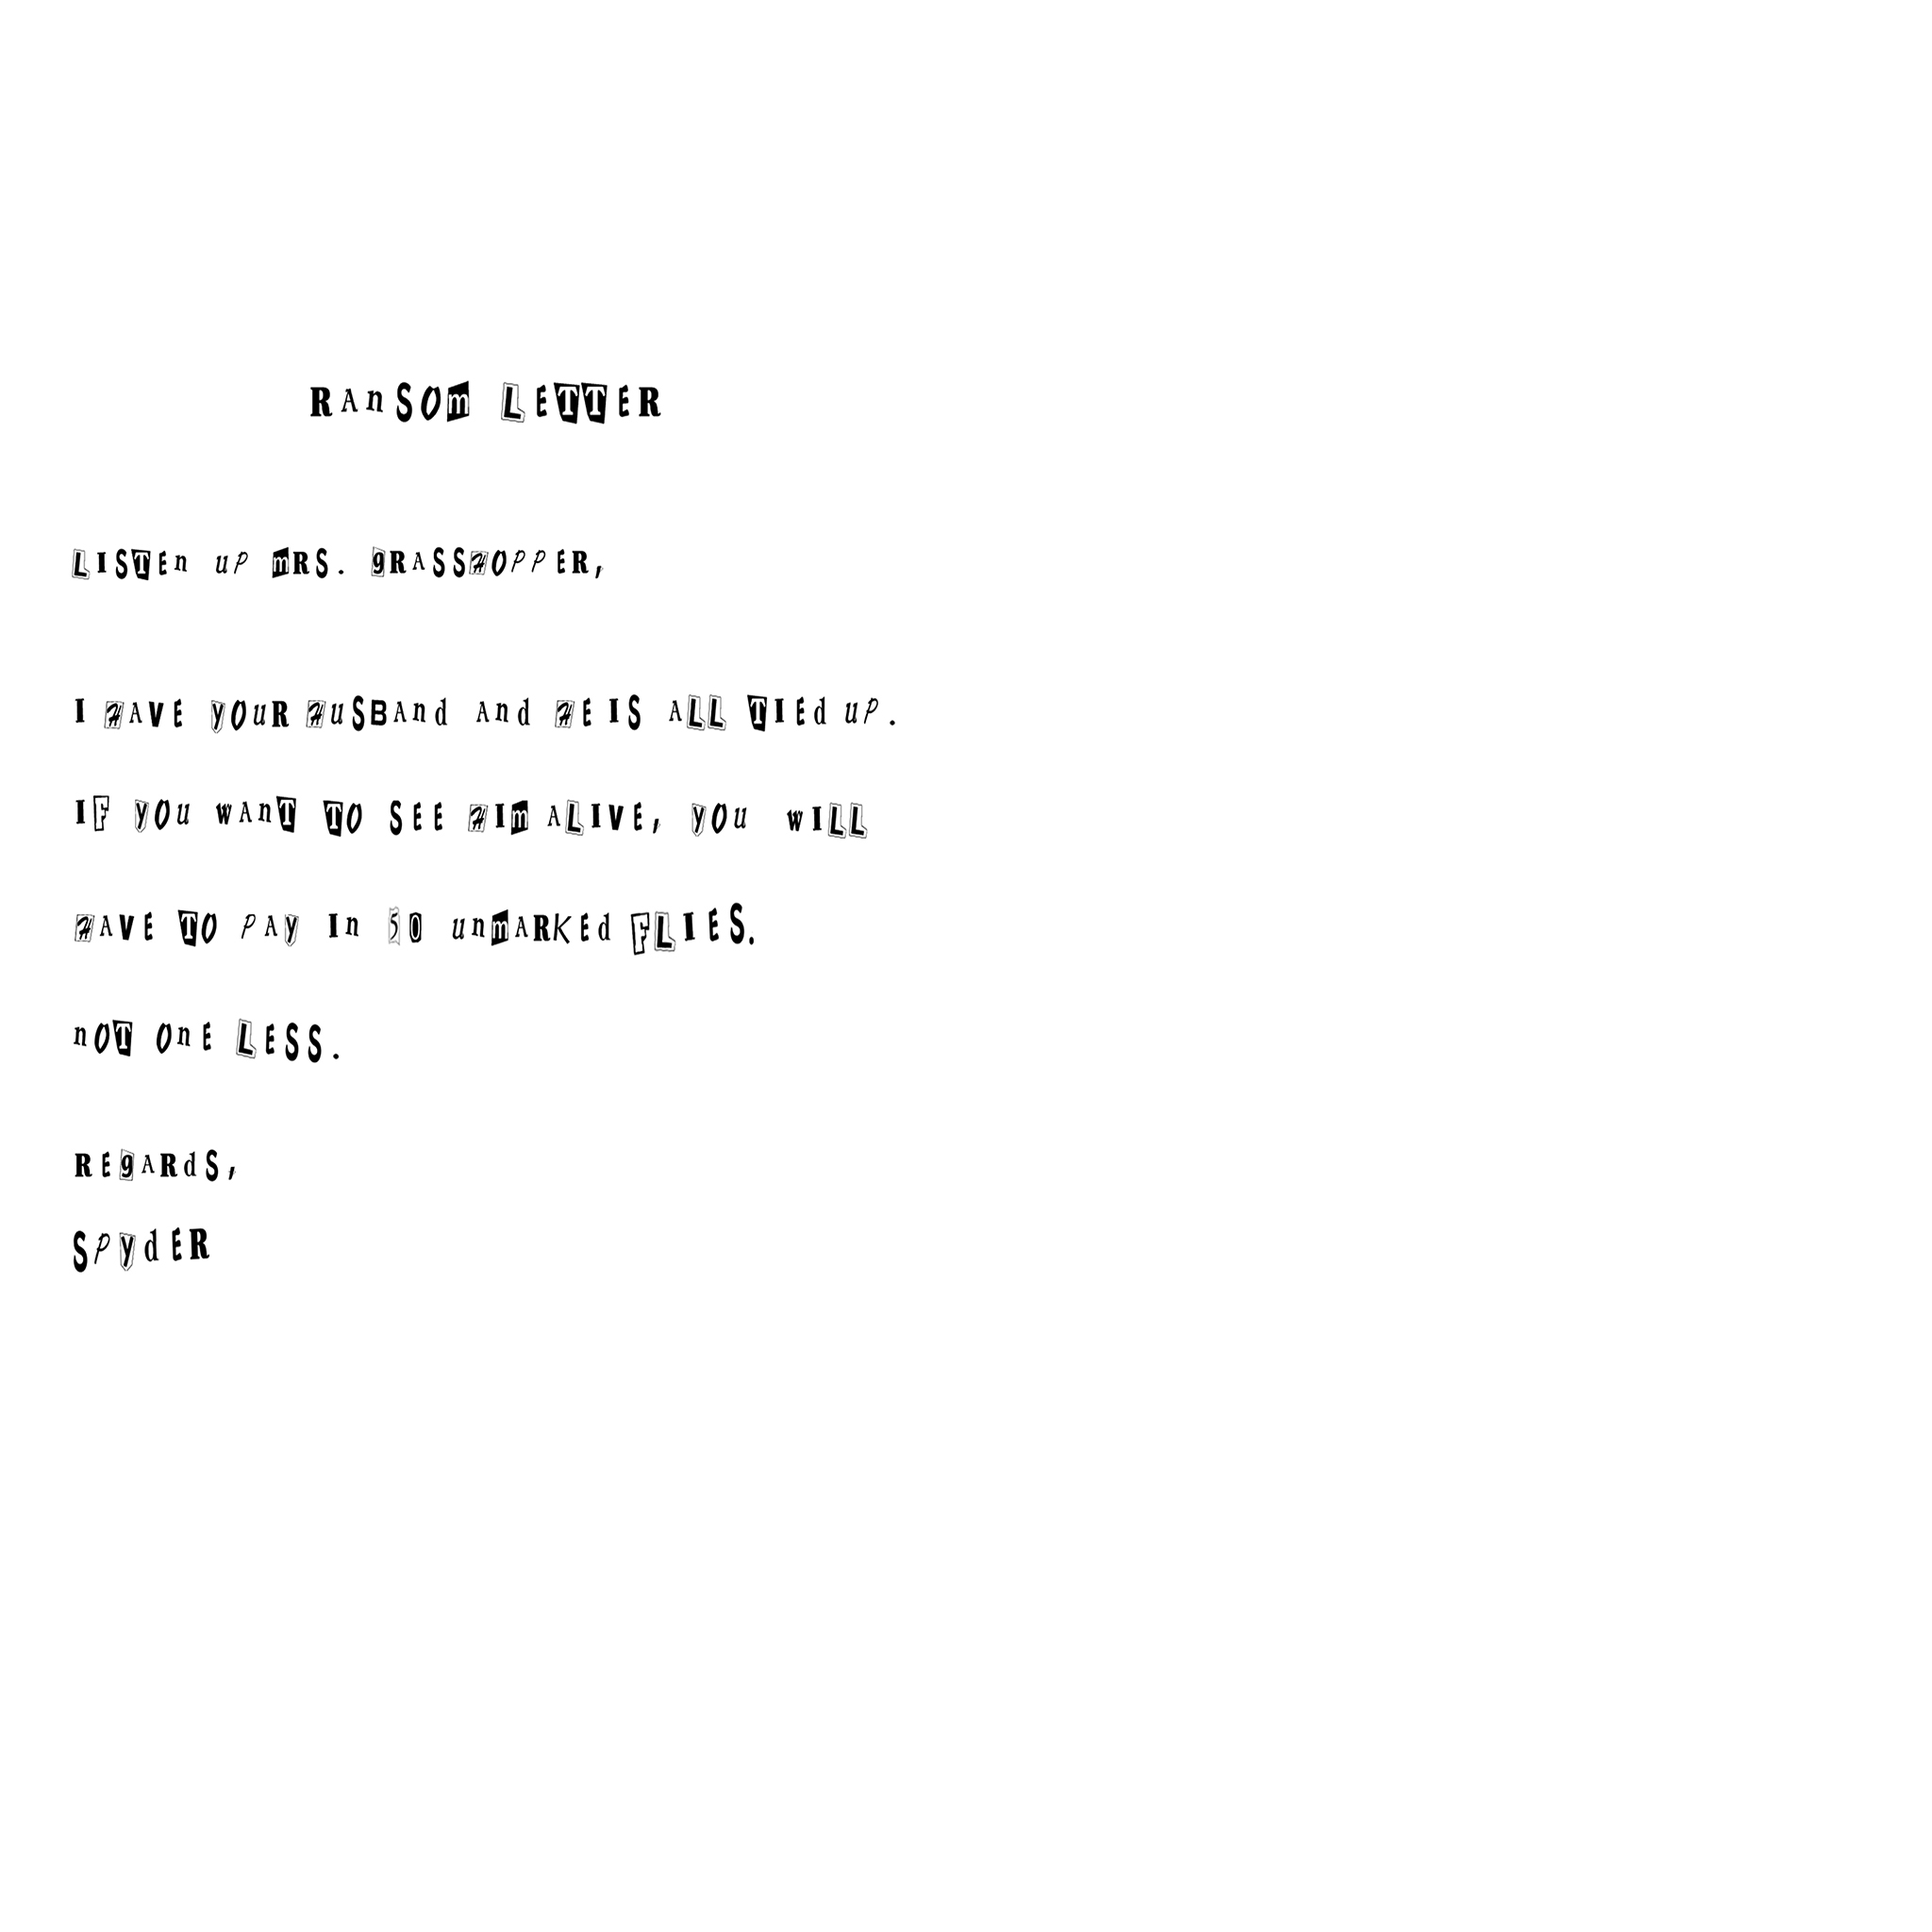 RAnSOm LETTER
LISTEn uP mRS. gRASSHOPPER,
I HAVE YOuR HuSBAnd And HE IS ALL TIEd uP.
IF YOu wAnT TO SEE HIm ALIVE, YOu wILL
HAVE TO PAY In 50 unmARKEd FLIES.
nOT OnE LESS.
REgARdS,
SPYdER